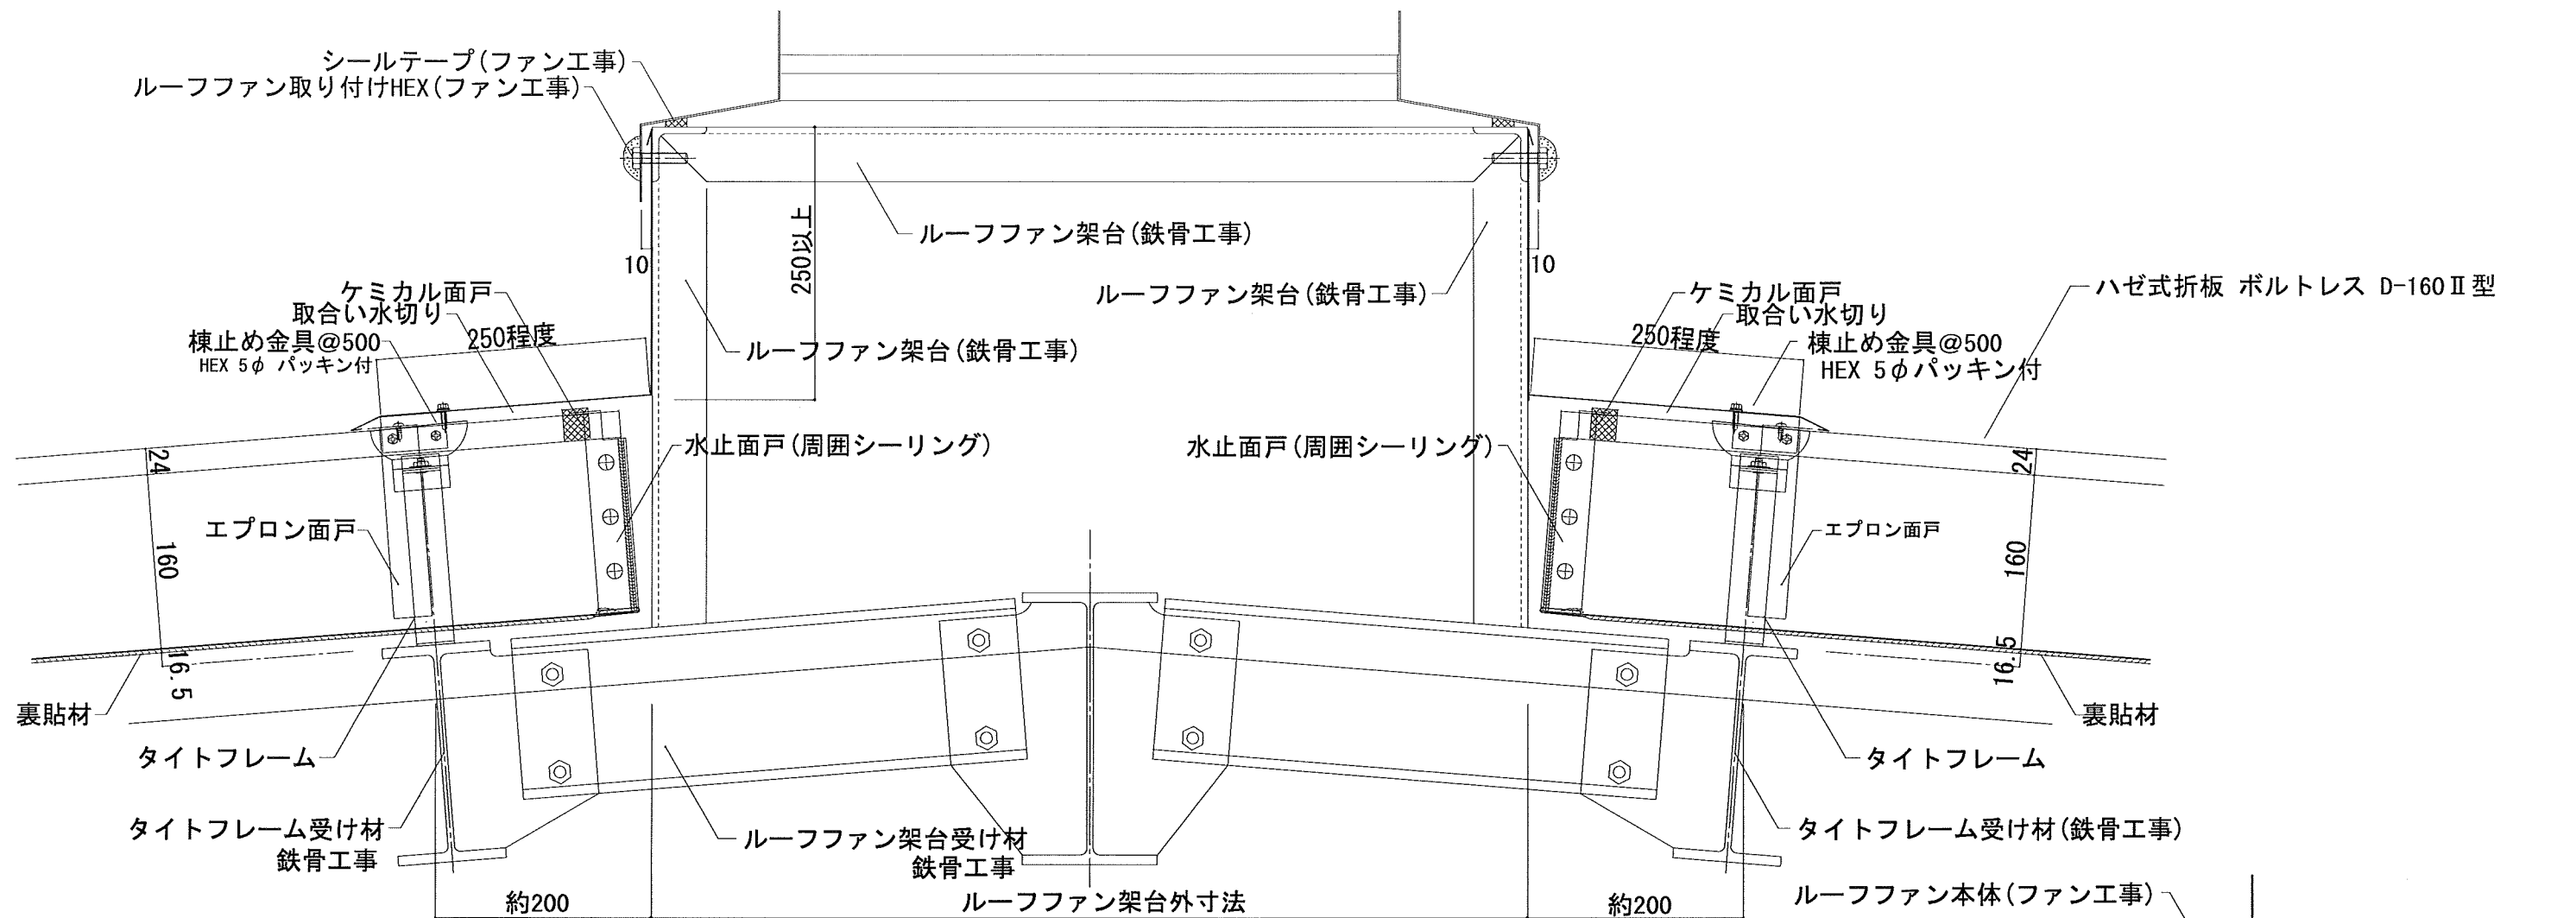 シールテープ(ファン工事)
ルーフファン取り付けHEX(ファン工事)
250以上
ルーフファン架台(鉄骨工事)
10
10
ルーフファン架台(鉄骨工事)
ルーフファン架台(鉄骨工事)
ケミカル面戸
取合い水切り
250程度
棟止め金具@500
HEX 5φ パッキン付
ケミカル面戸
取合い水切り
250程度
棟止め金具@500
HEX 5φパッキン付
ハゼ式折板 ボルトレス D-160Ⅱ型
水止面戸(周囲シーリング)
水止面戸(周囲シーリング)
24
160
16.5
24
160
16.5
エプロン面戸
エプロン面戸
裏貼材
裏貼材
タイトフレーム
タイトフレーム
タイトフレーム受け材
鉄骨工事
ルーフファン架台受け材
鉄骨工事
タイトフレーム受け材(鉄骨工事)
約200
ルーフファン架台外寸法
約200
ルーフファン本体(ファン工事)